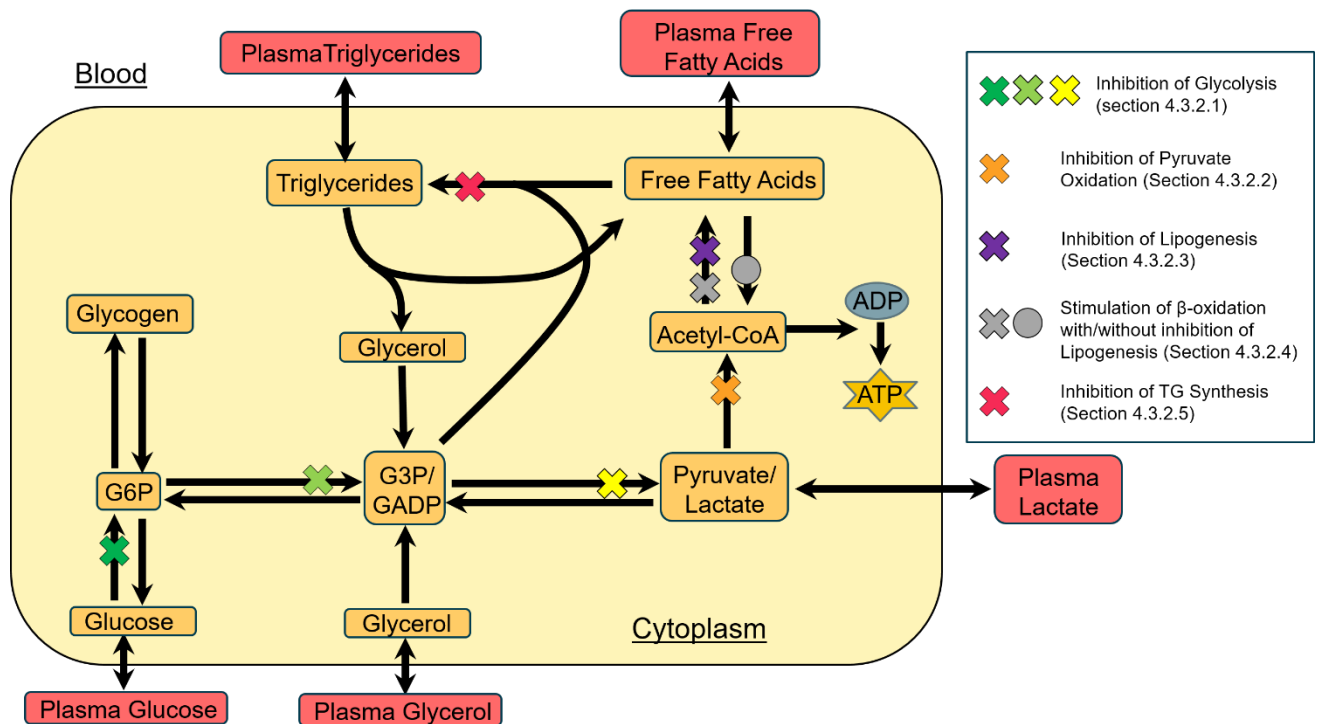 Blood
PlasmaTriglycerides
Plasma Free
Fatty Acids
Triglycerides
Free Fatty Acids
Glycogen
Glycerol
Acetyl-CoA
ADP
ATP
G6P
G3P/
GADP
Pyruvate/
Lactate
Plasma
Lactate
Glucose
Glycerol
Cytoplasm
Plasma Glucose
Plasma Glycerol
Inhibition of Glycolysis
(section 4.3.2.1)
Inhibition of Pyruvate
Oxidation (Section 4.3.2.2)
Inhibition of Lipogenesis
(Section 4.3.2.3)
Stimulation of β-oxidation
with/without inhibition of
Lipogenesis (Section 4.3.2.4)
Inhibition of TG Synthesis
(Section 4.3.2.5)